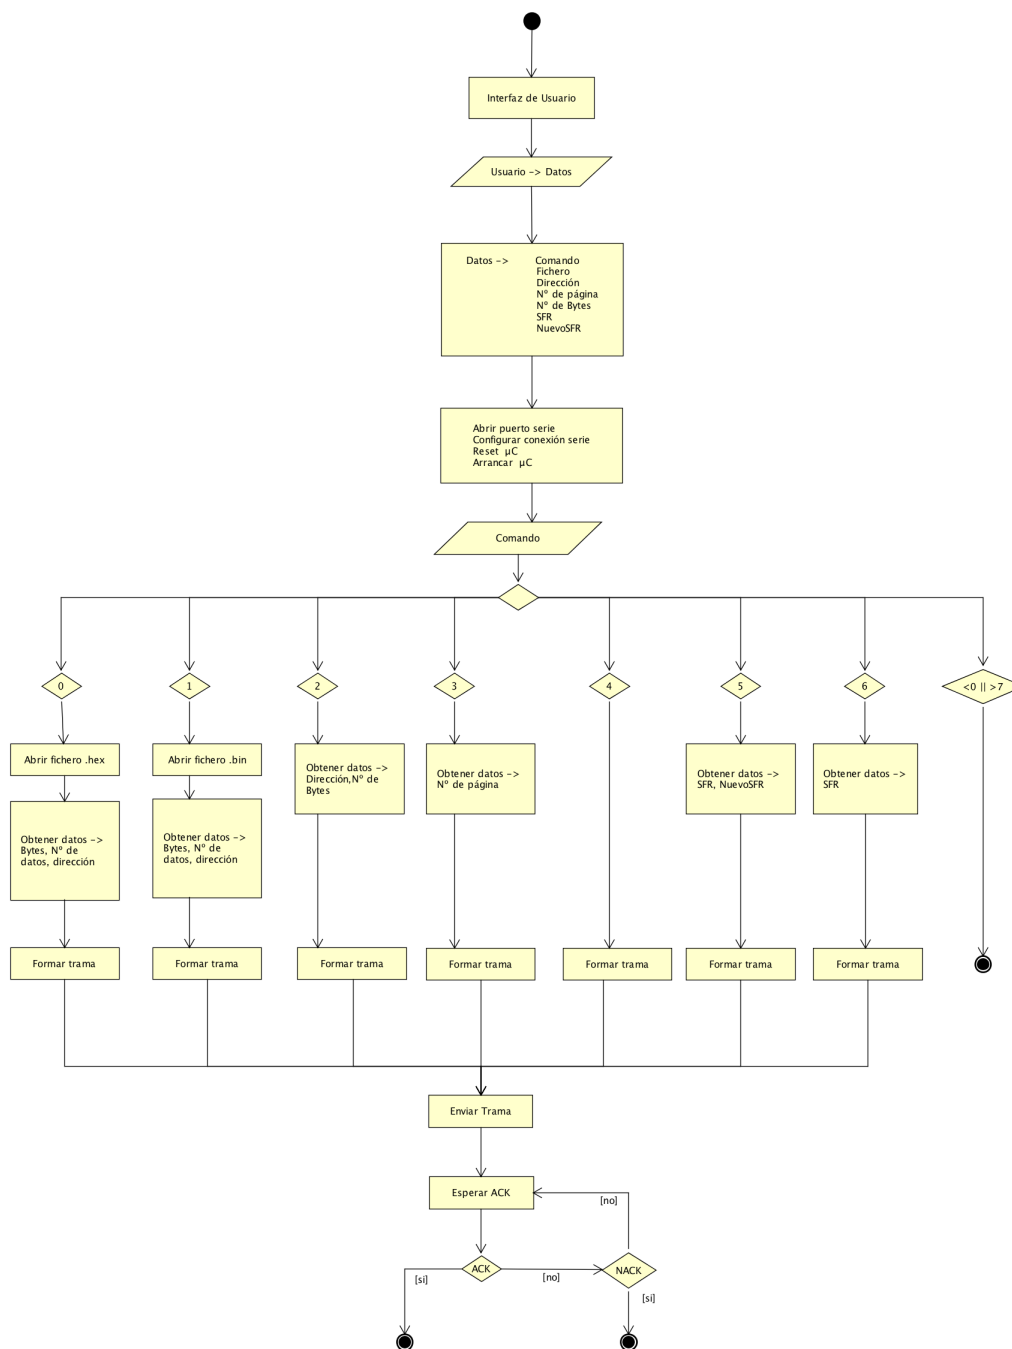 Interfaz de Usuario
Usuario -> Datos
Datos -> Comando
Fichero
Dirección
Nº de página
Nº de Bytes
SFR
NuevoSFR
Abrir puerto serie
Configurar conexión serie
Reset µC
Arrancar µC
Comando
0
1
2
3
4
5
6
<0 || >7
Abrir fichero .hex
Abrir fichero .bin
Obtener datos ->
Dirección,Nº de
Bytes
Obtener datos ->
Nº de página
Obtener datos ->
SFR, NuevoSFR
Obtener datos ->
SFR
Obtener datos ->
Bytes, Nº de
datos, dirección
Obtener datos ->
Bytes, Nº de
datos, dirección
Formar trama
Formar trama
Formar trama
Formar trama
Formar trama
Formar trama
Formar trama
Enviar Trama
Esperar ACK
[no]
ACK
[si]
[no]
NACK
[sí]